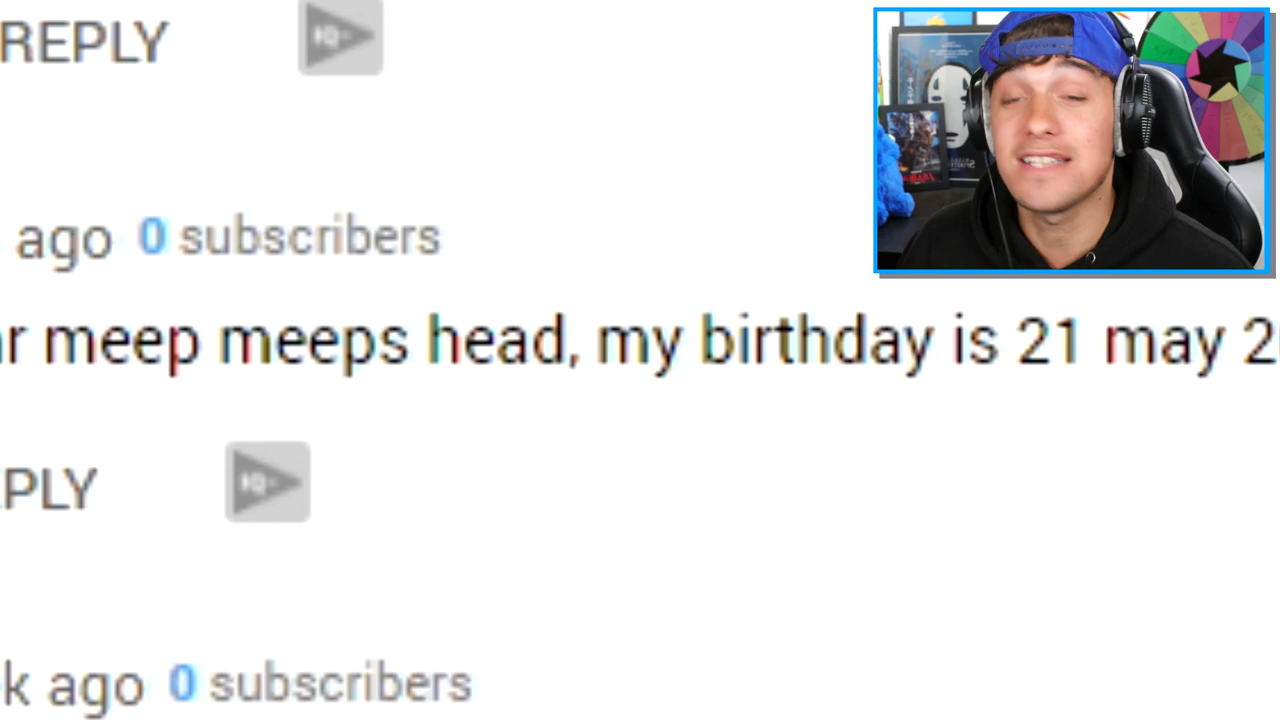 REPLY
ago 0 subscribers
meep meeps head, my birthday is 21 may
PLY
ago 0 subscribers